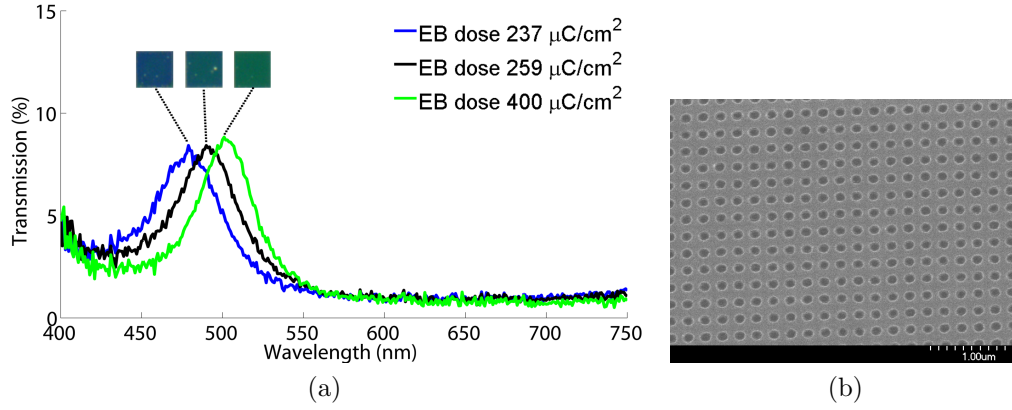 15
10
5
0
Transmission (%)
EB dose 237 μC/cm²
EB dose 259 μC/cm²
EB dose 400 μC/cm²
400 450 500 550 600 650 700 750
Wavelength (nm)
(a)
1.00um
(b)